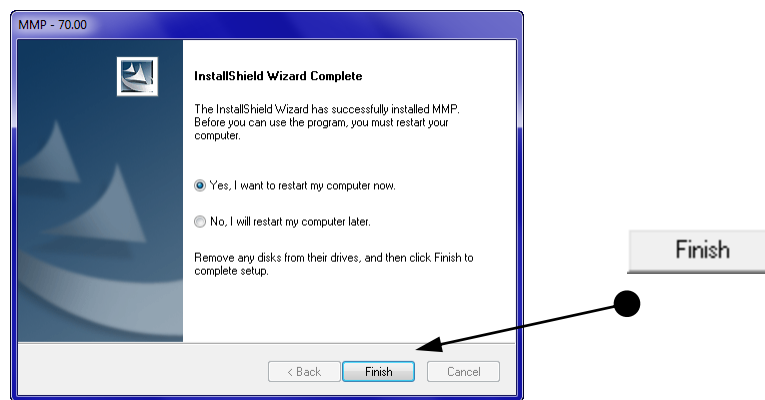 MMP - 70.00
InstallShield Wizard Complete
The InstallShield Wizard has successfully installed MMP.
Before you can use the program, you must restart your
computer.
Yes, I want to restart my computer now.
No, I will restart my computer later.
Remove any disks from their drives, and then click Finish to
complete setup.
< Back
Finish
Cancel
Finish